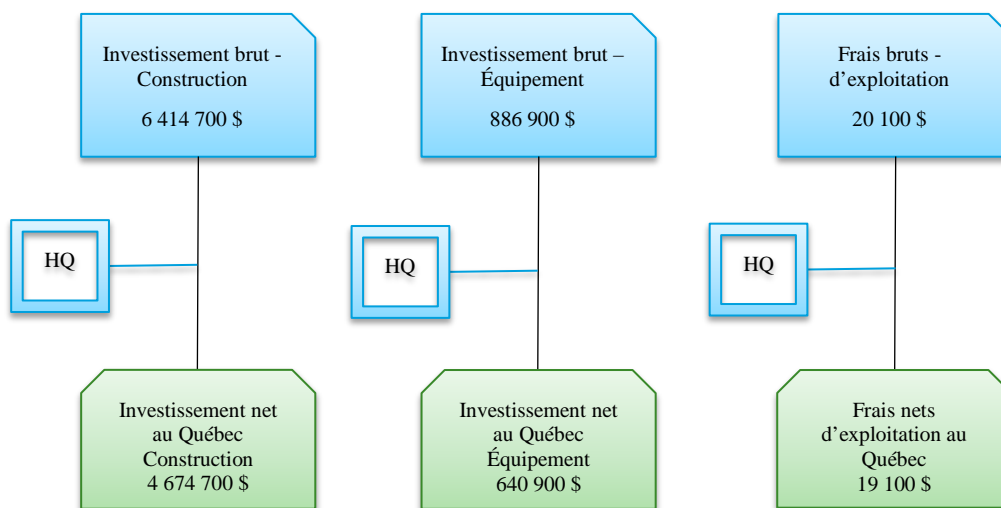 Investissement brut -
Construction
6 414 700 $
Investissement brut –
Équipement
886 900 $
Frais bruts -
d’exploitation
20 100 $
HQ
HQ
HQ
Investissement net
au Québec
Construction
4 674 700 $
Investissement net
au Québec
Équipement
640 900 $
Frais nets
d’exploitation au
Québec
19 100 $